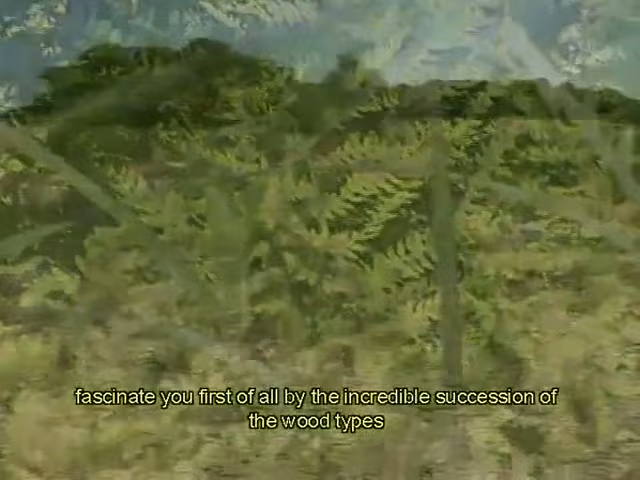 fascinate you first of all by the incredible succession of
the wood types